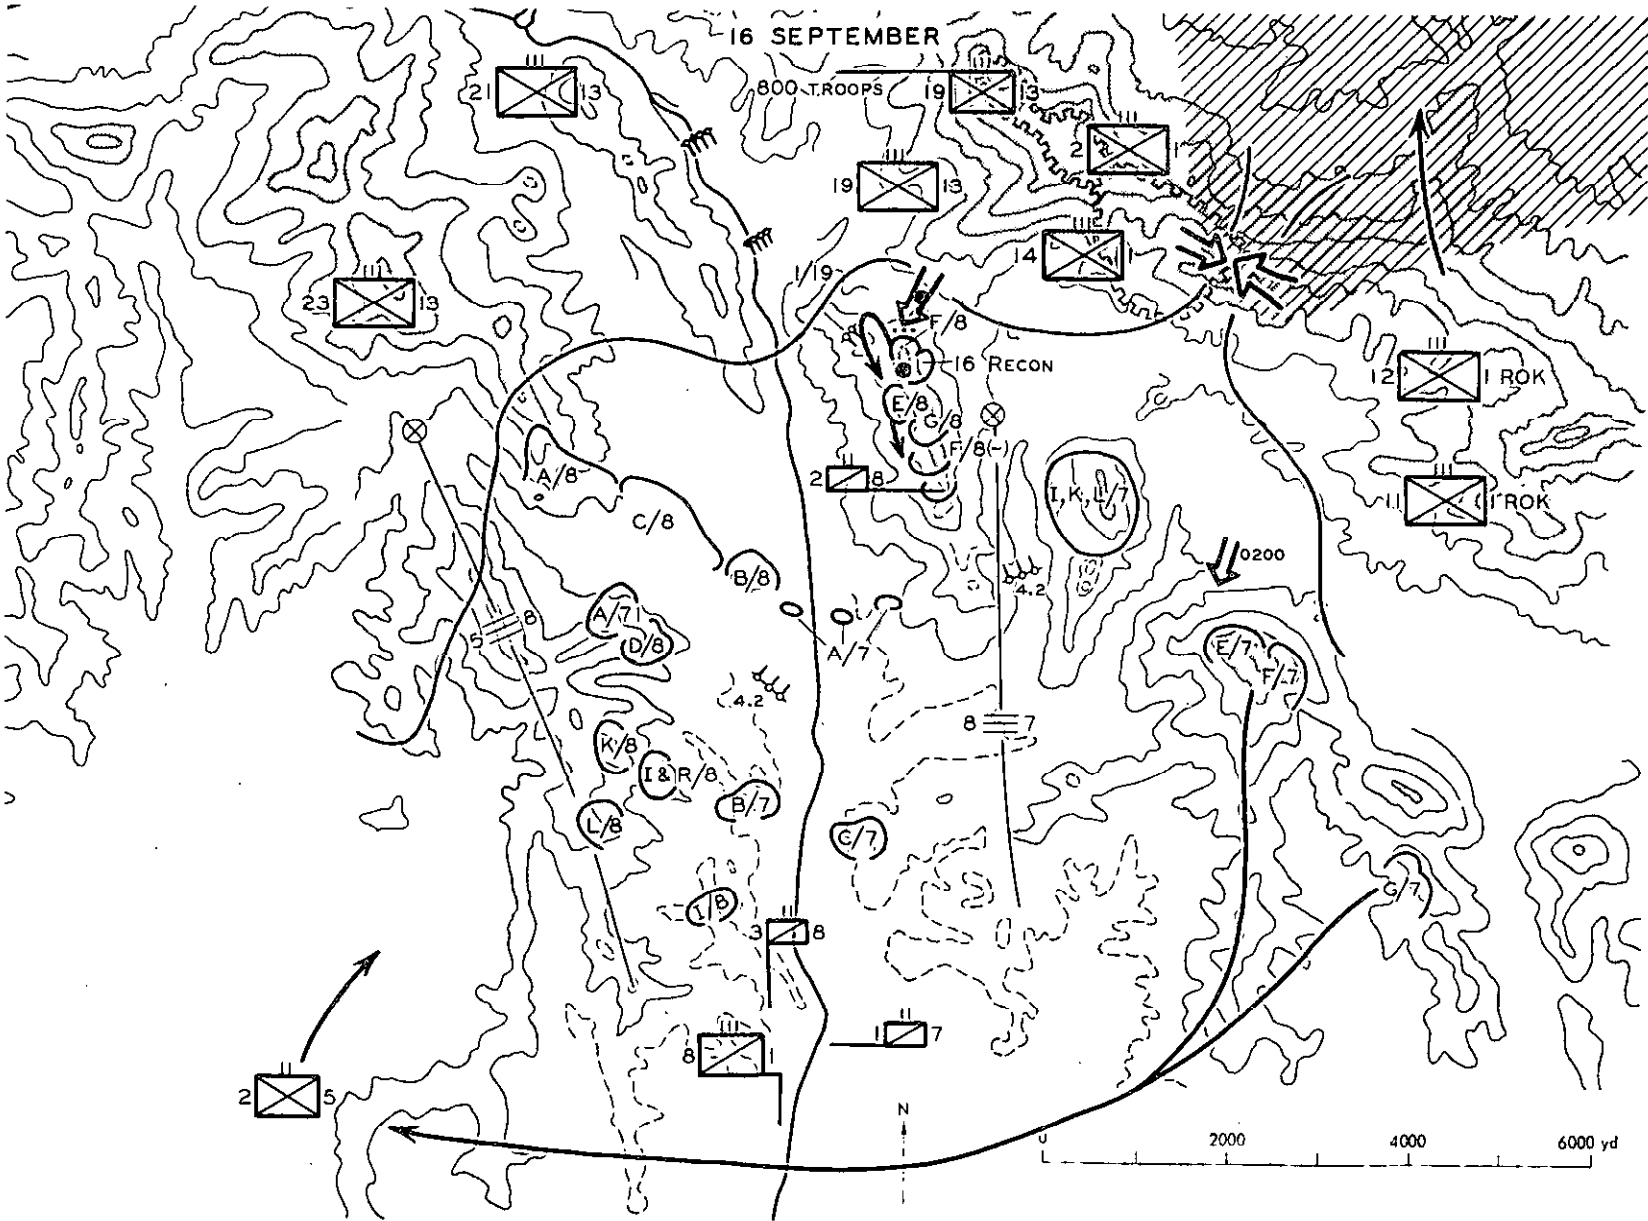 16 SEPTEMBER
21 13
800 TROOPS
19 13
2 1
19 13
14 1
23 13
1/19
F/8
16 RECON
12 1 ROK
E/8
G/8
F/8(-)
A/8
2 8
I, K, L/7
11 1 ROK
C/8
0200
B/8
4.2
A/7
5 8
D/8
A/7
E/7
F/7
4.2
8 7
K/8
I & R/8
B/7
L/8
C/7
G/7
I/8
3 8
1 7
8 1
2 5
N
0 2000 4000 6000 yd